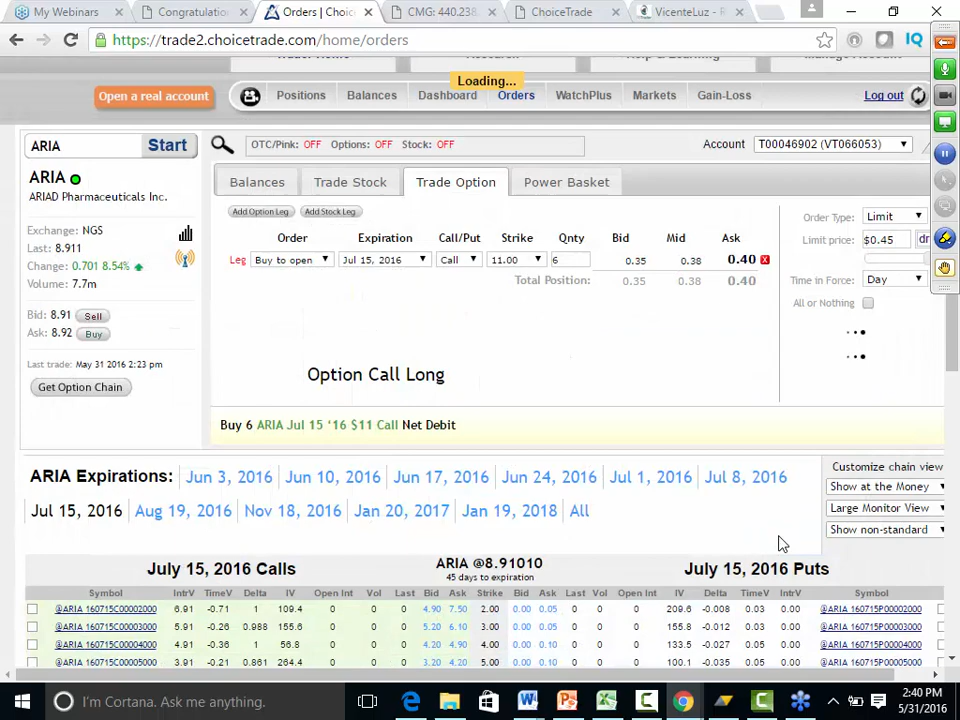 My Webinars
Congratulatio
Orders | Choic
CMG: 440.238
ChoiceTrade
VicenteLuz - R
https://trade2.choicetrade.com/home/orders
IQ
Loading...
Open a real account
Positions
Balances
Dashboard
Orders
WatchPlus
Markets
Gain-Loss
Log out
ARIA
Start
OTC/Pink: OFF Options: OFF Stock: OFF
Account
T00046902 (VT066053)
ARIA
ARIAD Pharmaceuticals Inc.
Exchange: NGS
Last: 8.911
Change: 0.701 8.54%
Volume: 7.7m
Bid: 8.91 Sell
Ask: 8.92 Buy
Last trade: May 31 2016 2:23 pm
Get Option Chain
Balances
Trade Stock
Trade Option
Power Basket
Add Option Leg
Add Stock Leg
Order Expiration Call/Put Strike Qnty Bid Mid Ask
Leg Buy to open Jul 15, 2016 Call 11.00 6 0.35 0.38 0.40 x
Total Position: 0.35 0.38 0.40
Order Type: Limit
Limit price: $0.45 dr
Time in Force: Day
All or Nothing
Option Call Long
Buy 6 ARIA Jul 15 '16 $11 Call Net Debit
ARIA Expirations: Jun 3, 2016 Jun 10, 2016 Jun 17, 2016 Jun 24, 2016 Jul 1, 2016 Jul 8, 2016
Jul 15, 2016 Aug 19, 2016 Nov 18, 2016 Jan 20, 2017 Jan 19, 2018 All
Customize chain view
Show at the Money
Large Monitor View
Show non-standard
July 15, 2016 Calls
ARIA @8.91010
45 days to expiration
July 15, 2016 Puts
Symbol IntrV TimeV Delta IV Open Int Vol Last Bid Ask Strike Bid Ask Last Vol Open Int IV Delta TimeV IntrV Symbol
@ARIA 160715C00002000 6.91 -0.71 1 109.4 0 0 0 4.90 7.50 2.00 0.00 0.05 0 0 0 209.6 -0.008 0.03 0.00 @ARIA 160715P00002000
@ARIA 160715C00003000 5.91 -0.26 0.988 155.6 0 0 0 5.20 6.10 3.00 0.00 0.05 0 0 0 155.8 -0.012 0.03 0.00 @ARIA 160715P00003000
@ARIA 160715C00004000 4.91 -0.36 1 56.8 0 0 0 4.20 4.90 4.00 0.00 0.10 0 0 0 133.5 -0.027 0.05 0.00 @ARIA 160715P00004000
@ARIA 160715C00005000 3.91 -0.21 0.861 264.4 0 0 0 3.20 4.20 5.00 0.00 0.10 0 0 0 100.1 -0.035 0.05 0.00 @ARIA 160715P00005000
I'm Cortana. Ask me anything.
2:40 PM
5/31/2016